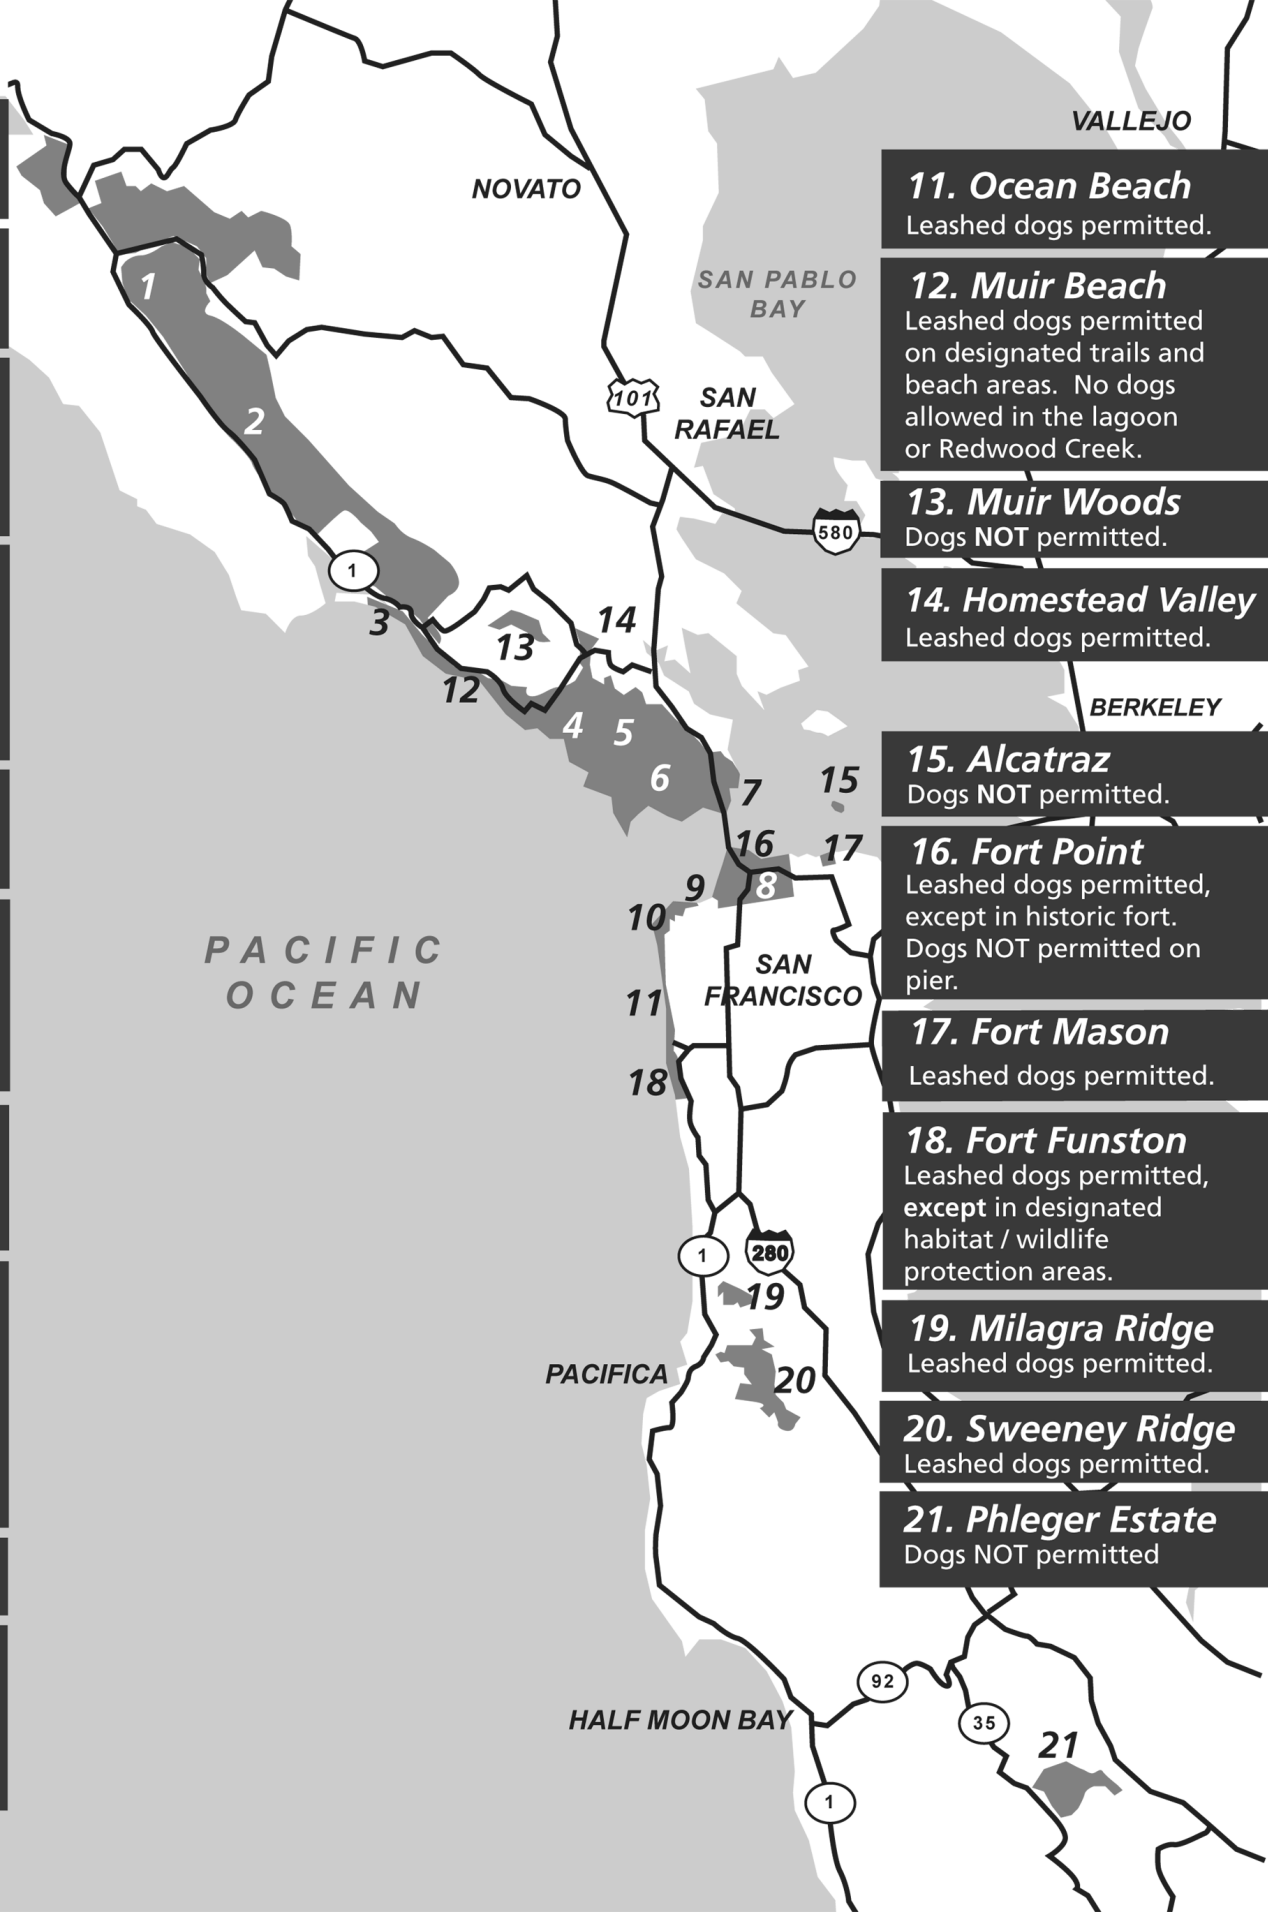 VALLEJO
NOVATO
SAN PABLO
BAY
101
SAN
RAFAEL
580
1
2
1
3
13
14
12
4
5
6
7
15
BERKELEY
16
17
8
9
10
PACIFIC
OCEAN
SAN
FRANCISCO
11
18
1
280
19
PACIFICA
20
92
HALF MOON BAY
35
21
1
11. Ocean Beach
Leashed dogs permitted.
12. Muir Beach
Leashed dogs permitted
on designated trails and
beach areas.  No dogs
allowed in the lagoon
or Redwood Creek.
13. Muir Woods
Dogs NOT permitted.
14. Homestead Valley
Leashed dogs permitted.
15. Alcatraz
Dogs NOT permitted.
16. Fort Point
Leashed dogs permitted,
except in historic fort.
Dogs NOT permitted on
pier.
17. Fort Mason
Leashed dogs permitted.
18. Fort Funston
Leashed dogs permitted,
except in designated
habitat / wildlife
protection areas.
19. Milagra Ridge
Leashed dogs permitted.
20. Sweeney Ridge
Leashed dogs permitted.
21. Phleger Estate
Dogs NOT permitted